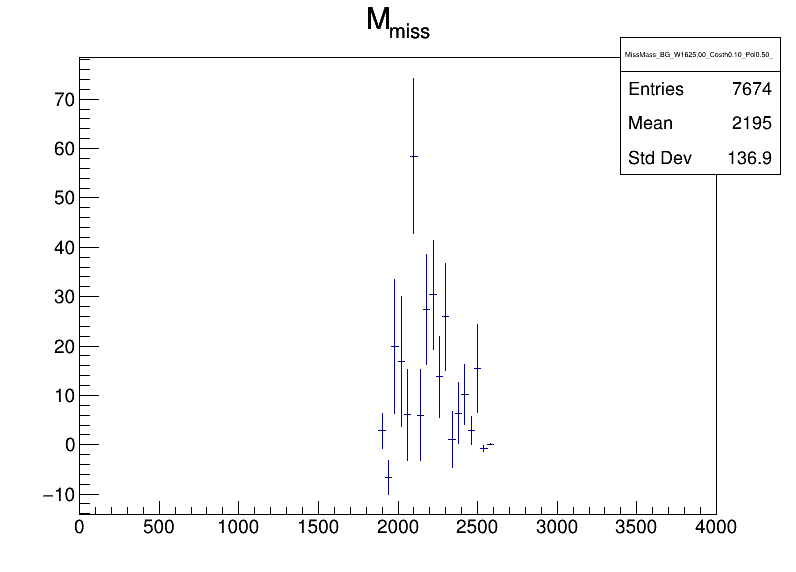 M_miss
MissMass_BG_W1625.00_Costh0.10_Pol0.50_
Entries 7674
Mean 2195
Std Dev 136.9
70
60
50
40
30
20
10
0
−10
0 500 1000 1500 2000 2500 3000 3500 4000